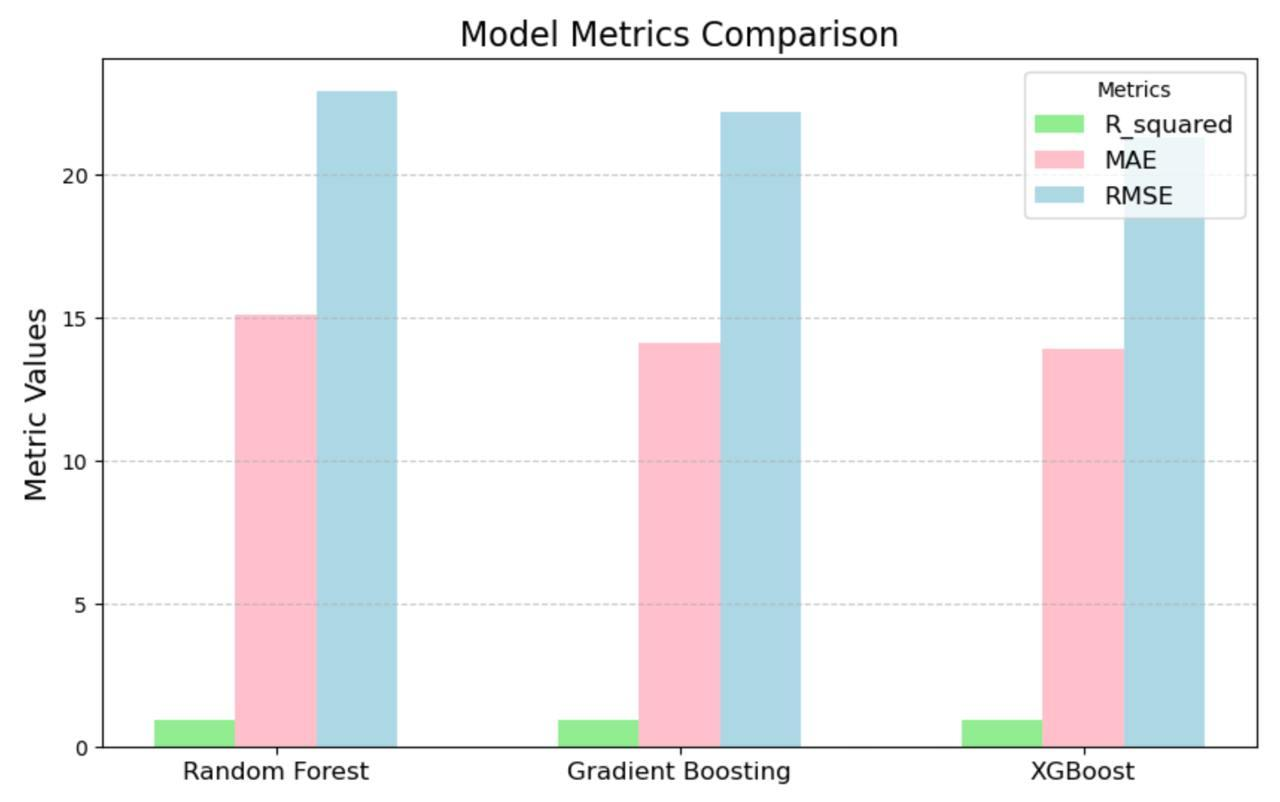 Model Metrics Comparison
Metrics
R_squared
MAE
RMSE
Metric Values
20
15
10
5
0
Random Forest
Gradient Boosting
XGBoost